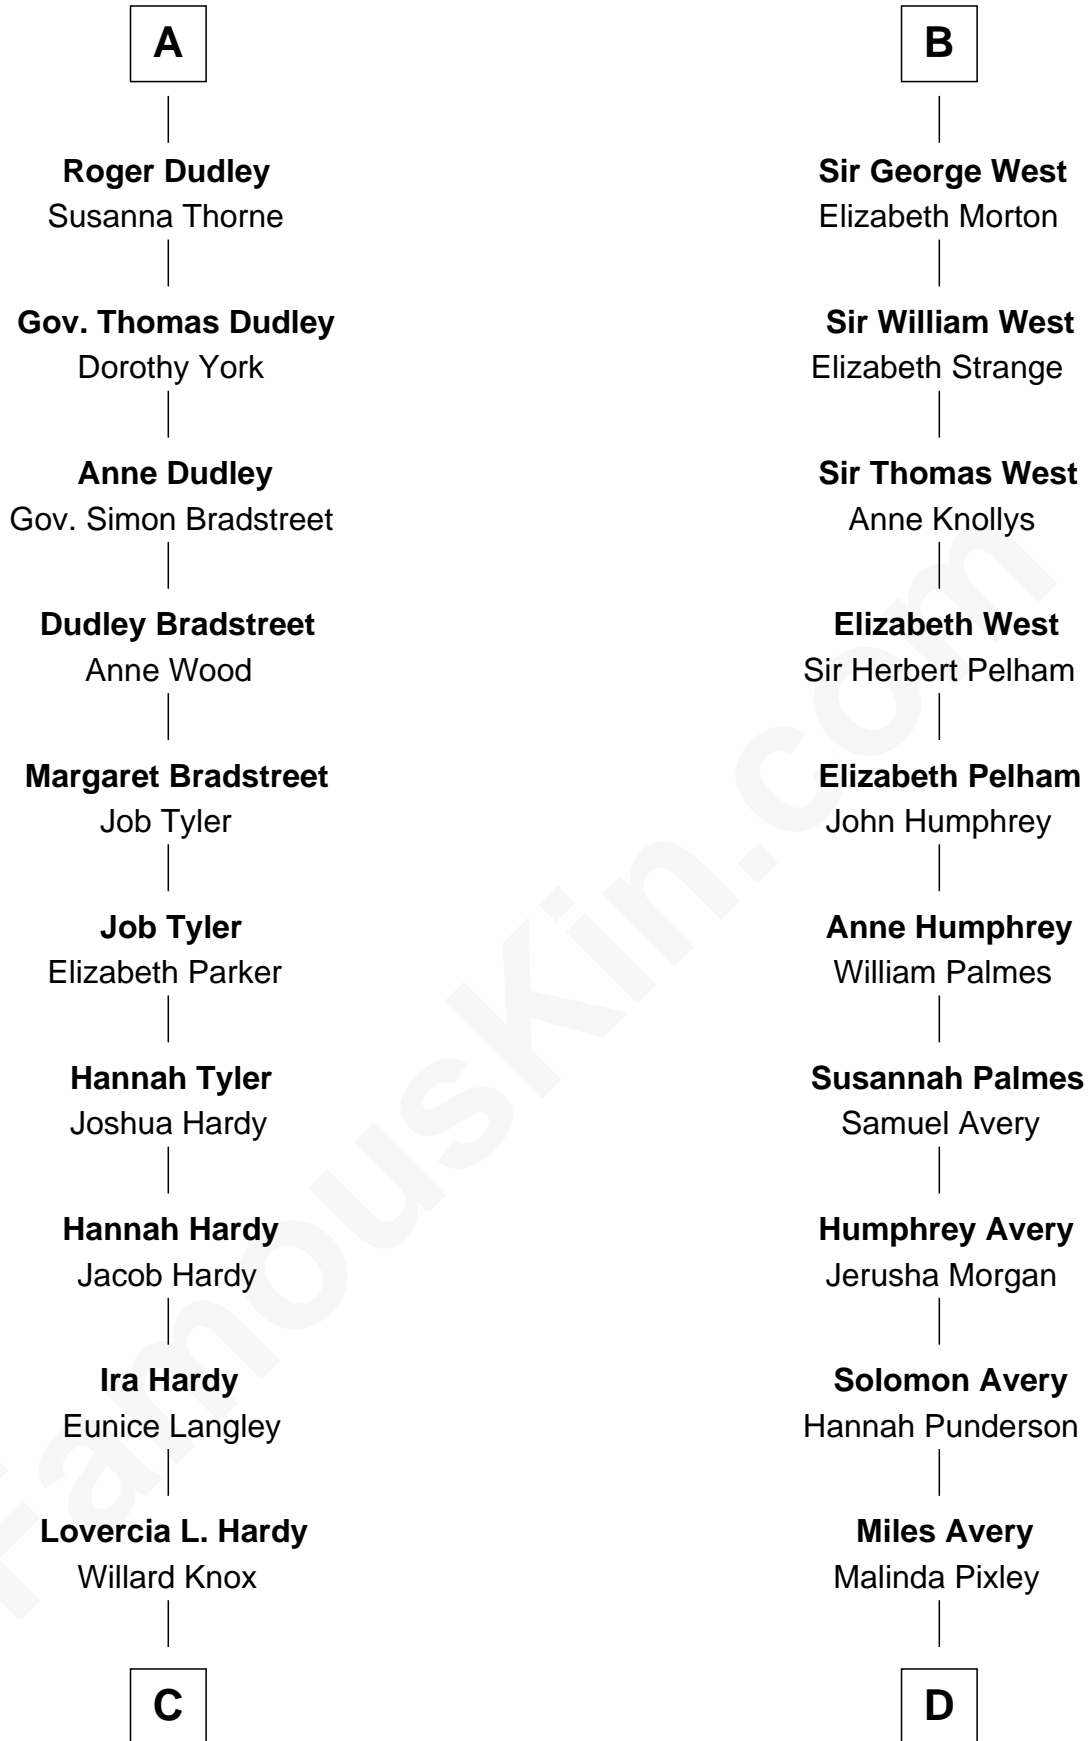 A
Roger Dudley
Susanna Thorne
Gov. Thomas Dudley
Dorothy York
Anne Dudley
Gov. Simon Bradstreet
Dudley Bradstreet
Anne Wood
Margaret Bradstreet
Job Tyler
Job Tyler
Elizabeth Parker
Hannah Tyler
Joshua Hardy
Hannah Hardy
Jacob Hardy
Ira Hardy
Eunice Langley
Lovercia L. Hardy
Willard Knox
C
B
Sir George West
Elizabeth Morton
Sir William West
Elizabeth Strange
Sir Thomas West
Anne Knollys
Elizabeth West
Sir Herbert Pelham
Elizabeth Pelham
John Humphrey
Anne Humphrey
William Palmes
Susannah Palmes
Samuel Avery
Humphrey Avery
Jerusha Morgan
Solomon Avery
Hannah Punderson
Miles Avery
Malinda Pixley
D
FamousKin.com